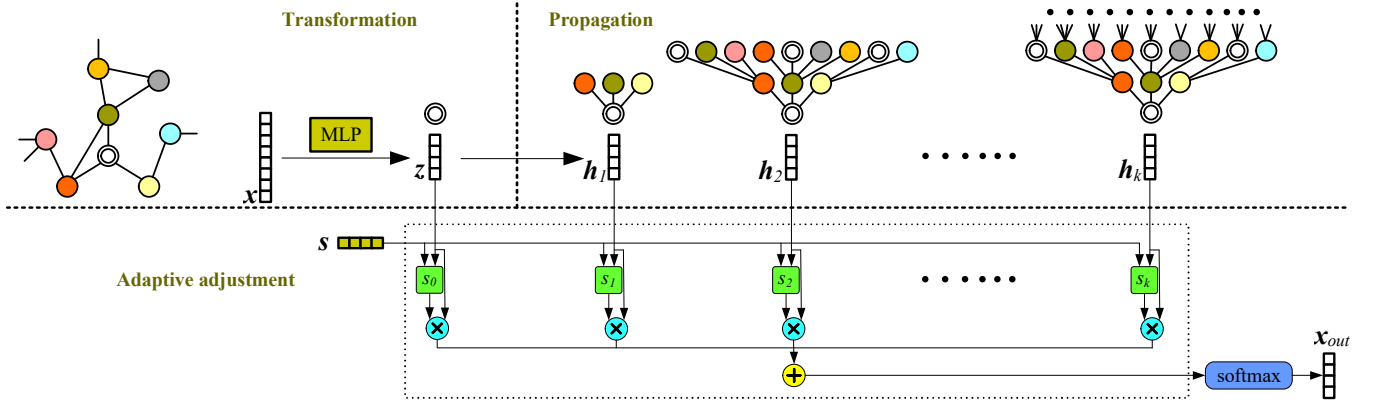 Transformation
Propagation
MLP
x
z
h1
h2
hk
s
Adaptive adjustment
s0
s1
s2
sk
xout
softmax